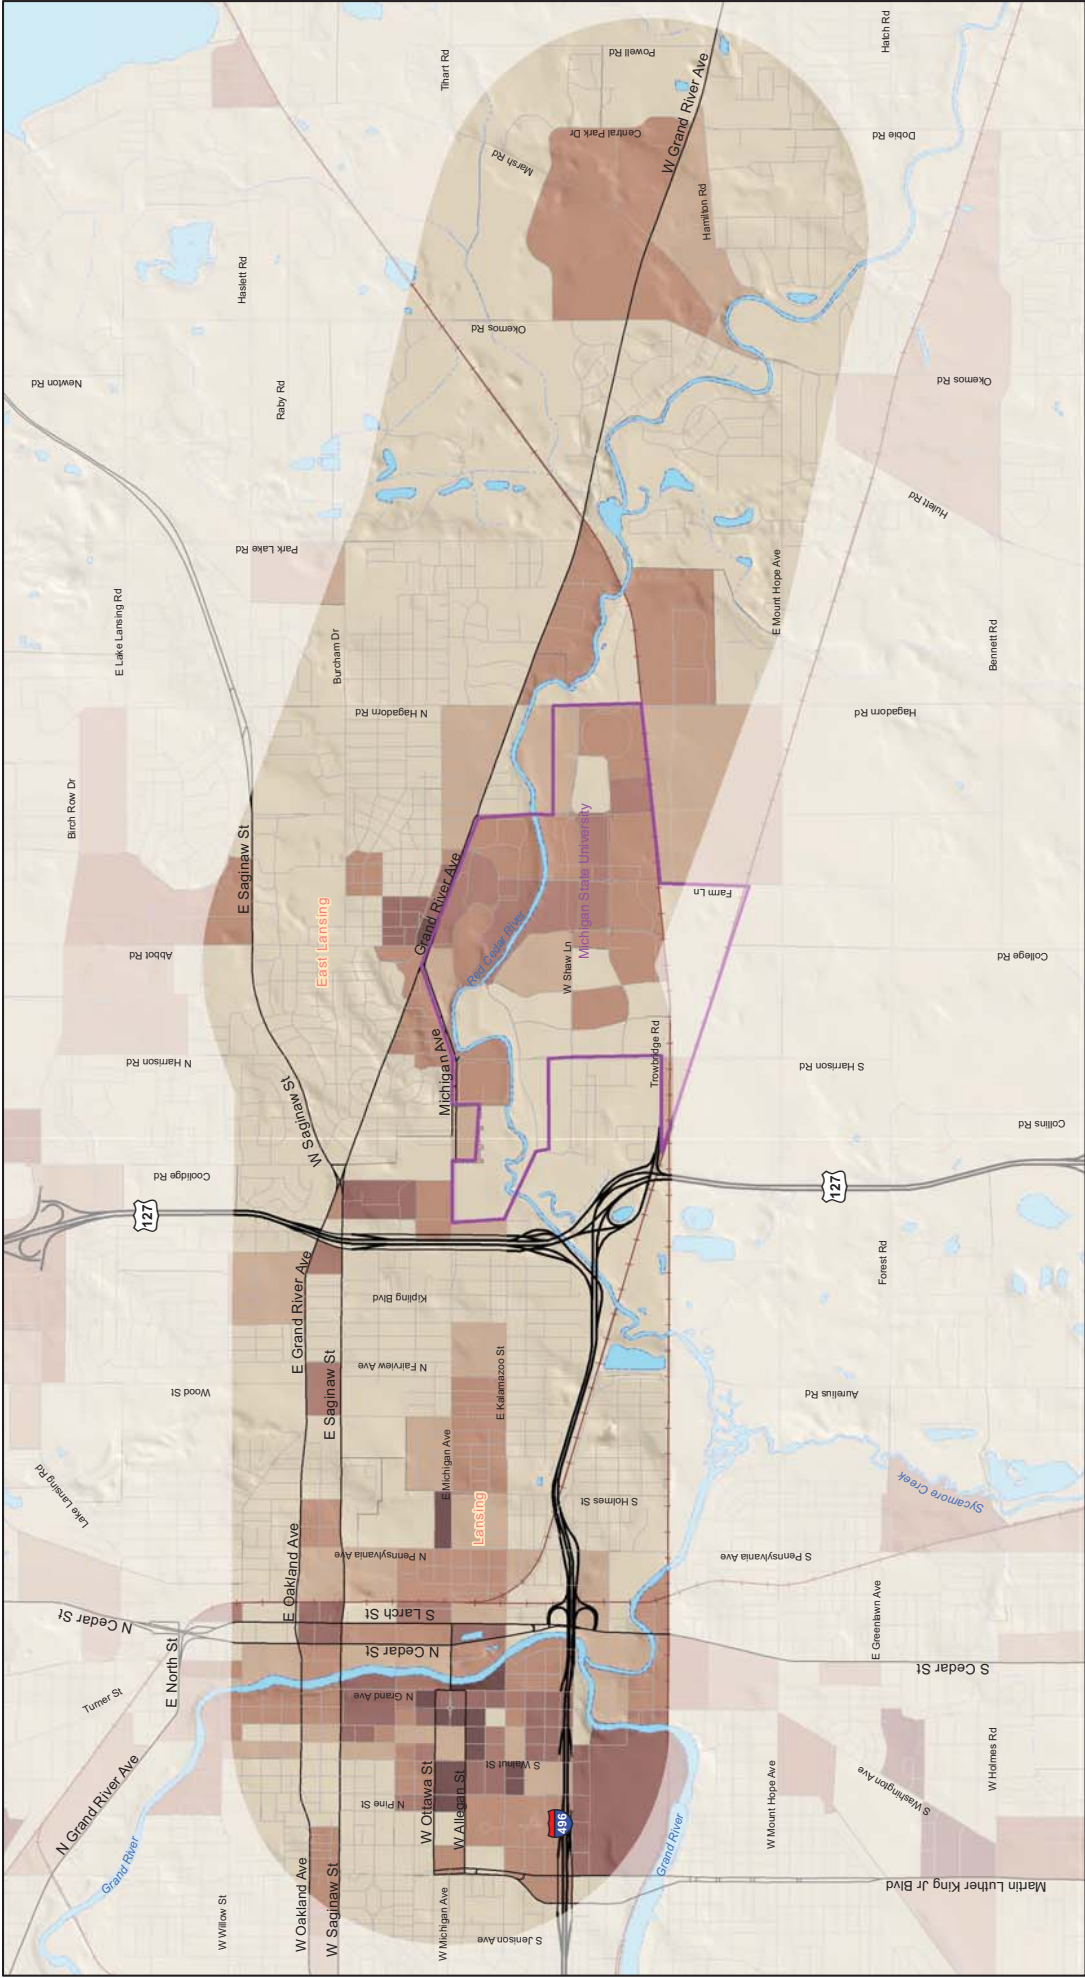 Powell Rd
Hatch Rd
Tihart Rd
W Grand River Ave
Central Park Dr
Dobie Rd
Marsh Rd
Hamilton Rd
Haslett Rd
Okemos Rd
Newton Rd
Raby Rd
Okemos Rd
Hulett Rd
Park Lake Rd
E Lake Lansing Rd
E Mount Hope Ave
Burcham Dr
Bennett Rd
N Hagadorn Rd
Hagadorn Rd
Birch Row Dr
E Saginaw St
Grand River Ave
Michigan State University
Farm Ln
East Lansing
Red Cedar River
Abbot Rd
W Shaw Ln
College Rd
N Harrison Rd
Michigan Ave
Trowbridge Rd
S Harrison Rd
W Saginaw St
Collins Rd
Coolidge Rd
127
127
E Grand River Ave
Kipling Blvd
Forest Rd
Wood St
E Saginaw St
N Fairview Ave
E Kalamazoo St
Aurelius Rd
Lake Lansing Rd
E Michigan Ave
Lansing
S Holmes St
Sycamore Creek
E Oakland Ave
N Pennsylvania Ave
S Pennsylvania Ave
N Cedar St
S Larch St
N Cedar St
E Greenlawn Ave
S Cedar St
E North St
Turner St
N Grand Ave
N Grand River Ave
S Walnut St
W Ottawa St
W Allegan St
N Pine St
W Mount Hope Ave
S Washington Ave
W Holmes Rd
496
Grand River
Grand River
W Oakland Ave
W Saginaw St
Martin Luther King Jr Blvd
W Willow St
W Michigan Ave
S Jenison Ave